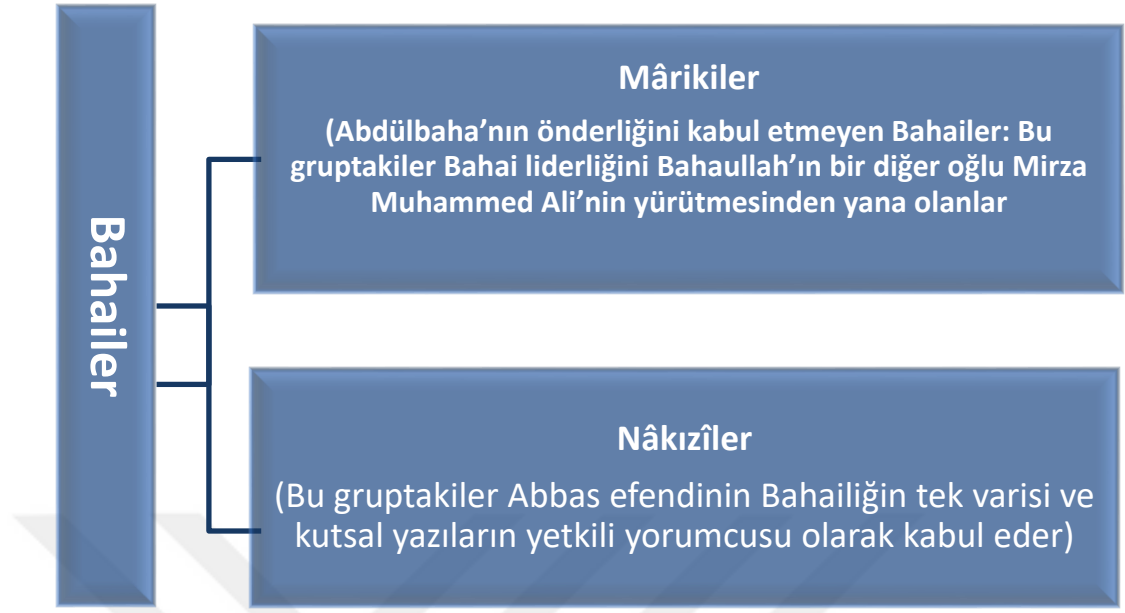 Bahailer
Mârikiler
(Abdülbaha’nın önderliğini kabul etmeyen Bahailer: Bu
gruptakiler Bahai liderliğini Bahaullah’ın bir diğer oğlu Mirza
Muhammed Ali’nin yürütmesinden yana olanlar
Nâkızîler
(Bu gruptakiler Abbas efendinin Bahailiğin tek varisi ve
kutsal yazıların yetkili yorumcusu olarak kabul eder)